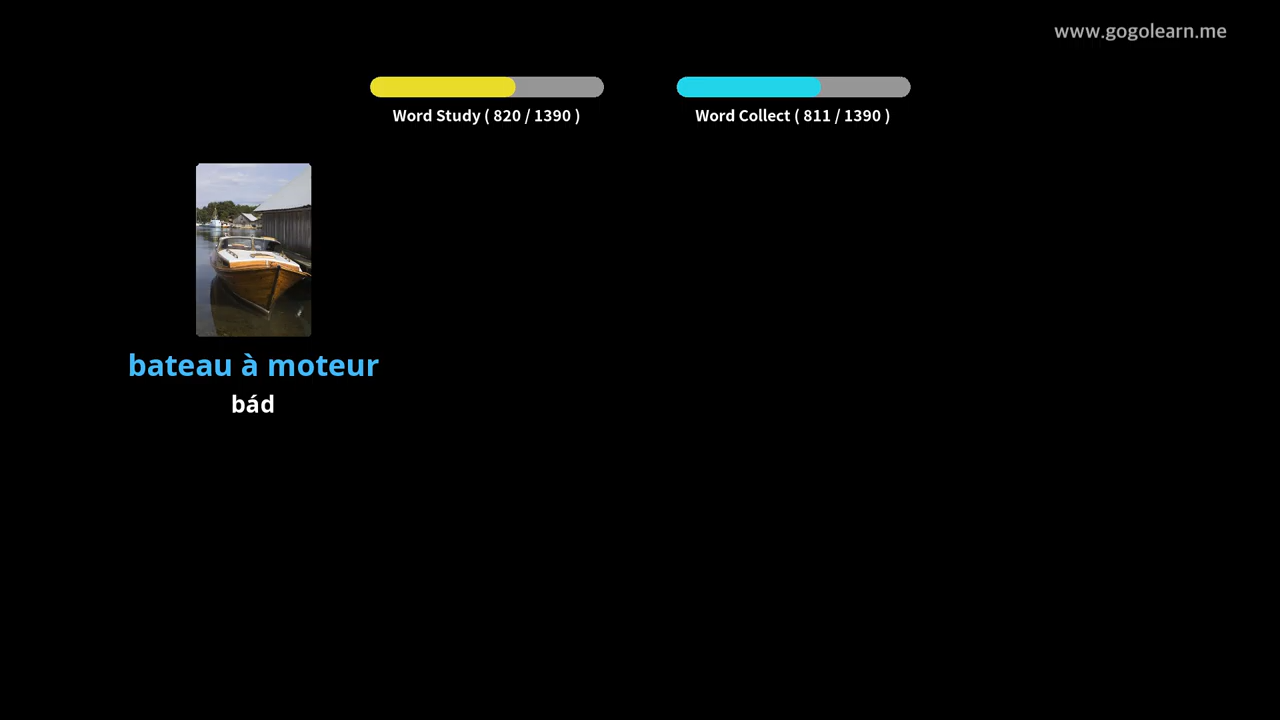 www.gogolearn.me
Word Study ( 820 / 1390 )
Word Collect ( 811 / 1390 )
bateau à moteur
bád